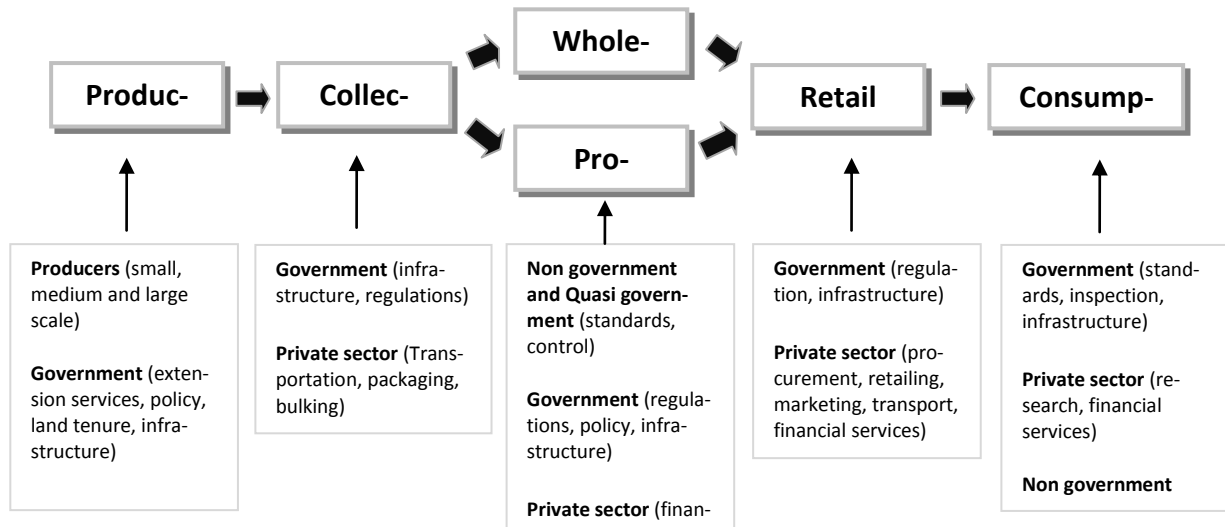 Produc-
Collec-
Whole-
Pro-
Retail
Consump-
Producers (small,
medium and large
scale)
Government (exten-
sion services, policy,
land tenure, infra-
structure)
Government (infra-
structure, regulations)
Private sector (Trans-
portation, packaging,
bulking)
Non government
and Quasi govern-
ment (standards,
control)
Government (regula-
tions, policy, infra-
structure)
Private sector (finan-
Government (regula-
tion, infrastructure)
Private sector (pro-
curement, retailing,
marketing, transport,
financial services)
Government (stand-
ards, inspection,
infrastructure)
Private sector (re-
search, financial
services)
Non government